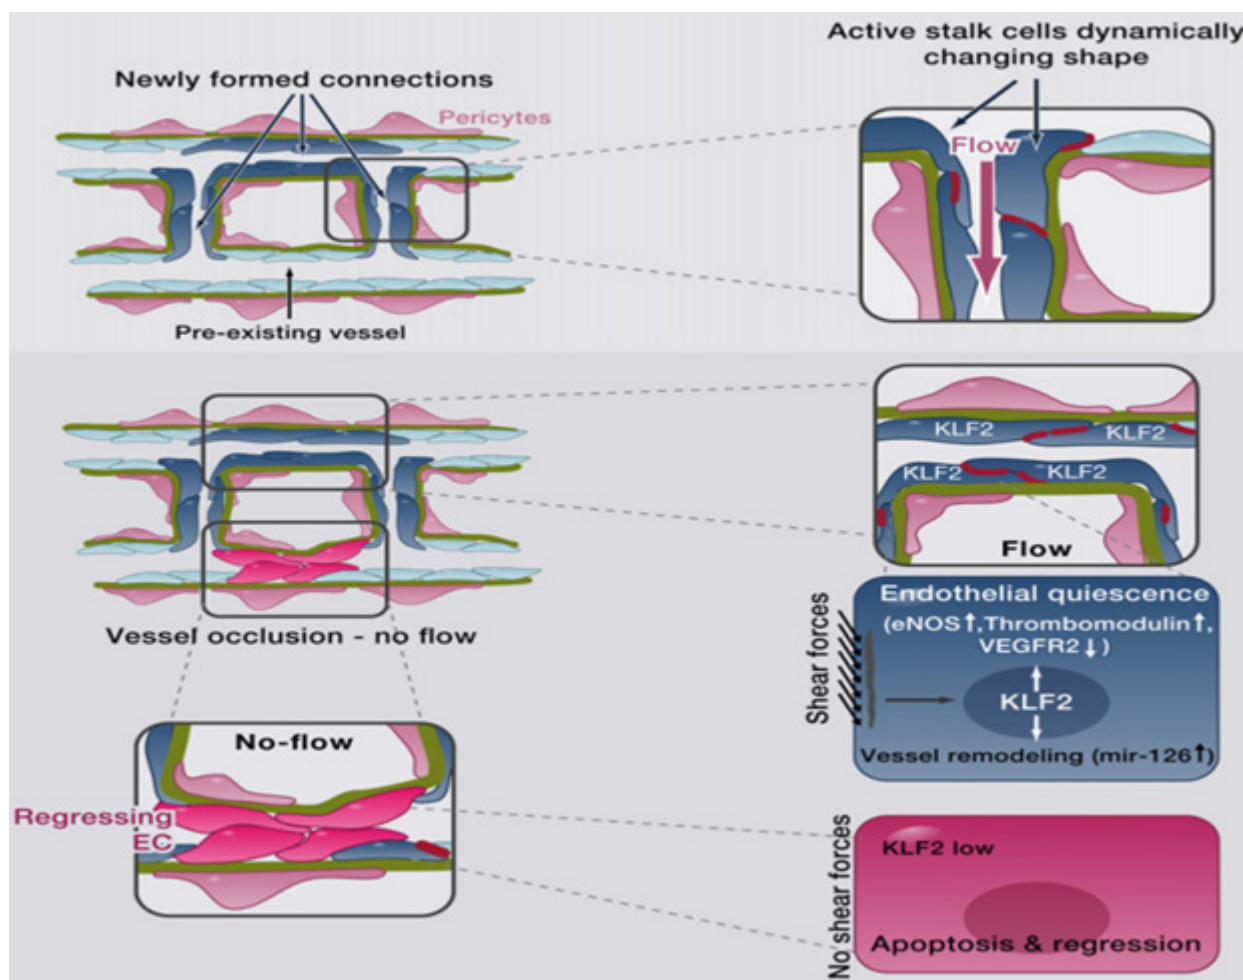 Active stalk cells dynamically
changing shape
Newly formed connections
Pericytes
Flow
Pre-existing vessel
KLF2
KLF2
KLF2
KLF2
Flow
Vessel occlusion - no flow
Shear forces
Endothelial quiescence
(eNOS↑,Thrombomodulin↑,
VEGFR2↓)
KLF2
Vessel remodeling (mir-126↑)
No-flow
Regressing
EC
No shear forces
KLF2 low
Apoptosis & regression